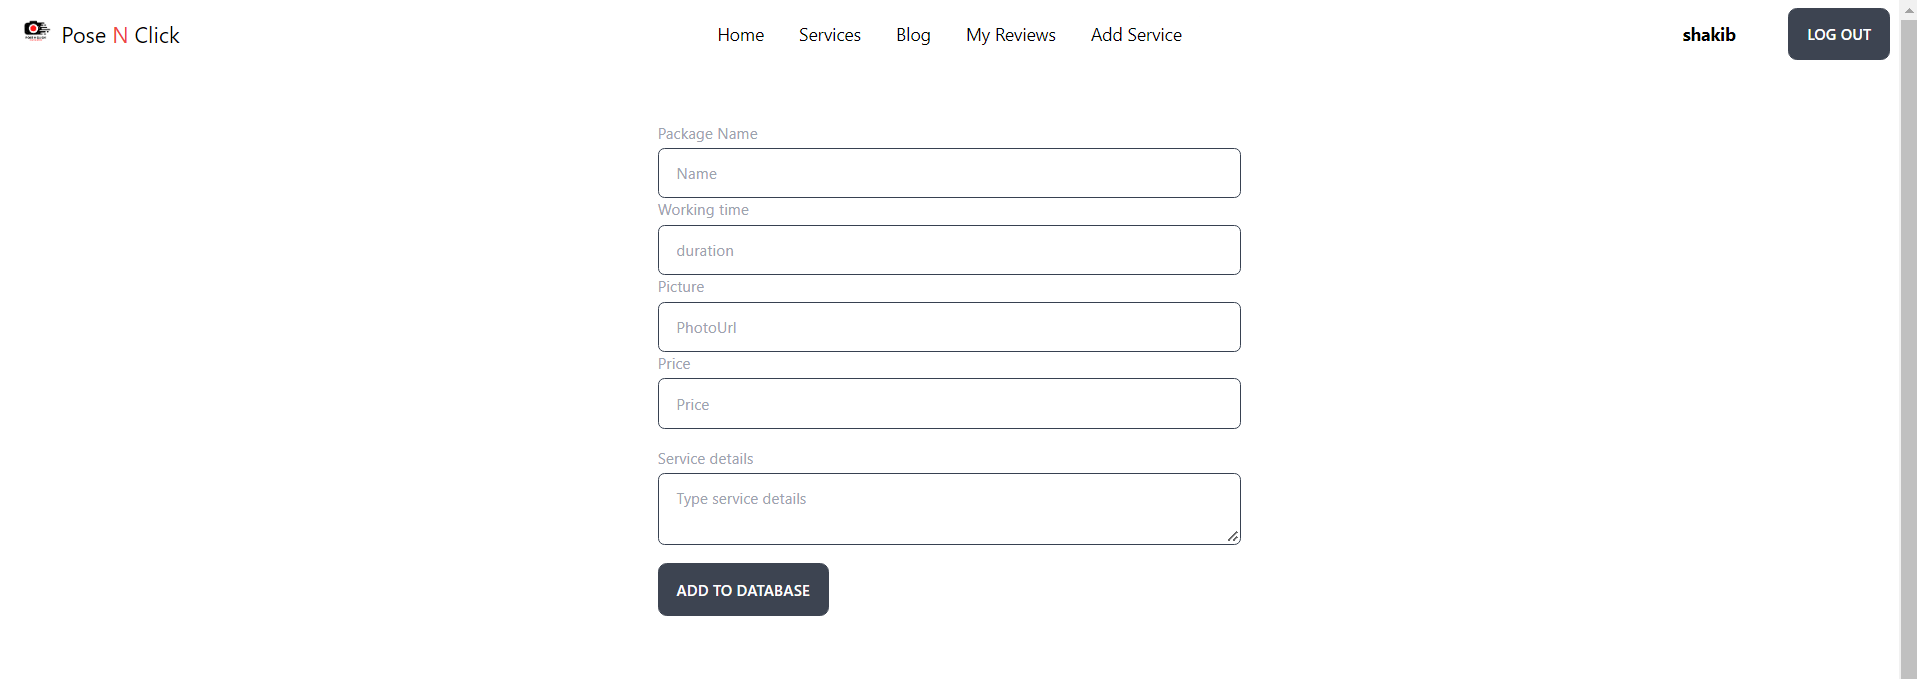 Pose N Click
Home Services Blog My Reviews Add Service
shakib
LOG OUT
Package Name
Name
Working time
duration
Picture
PhotoUrl
Price
Price
Service details
Type service details
ADD TO DATABASE